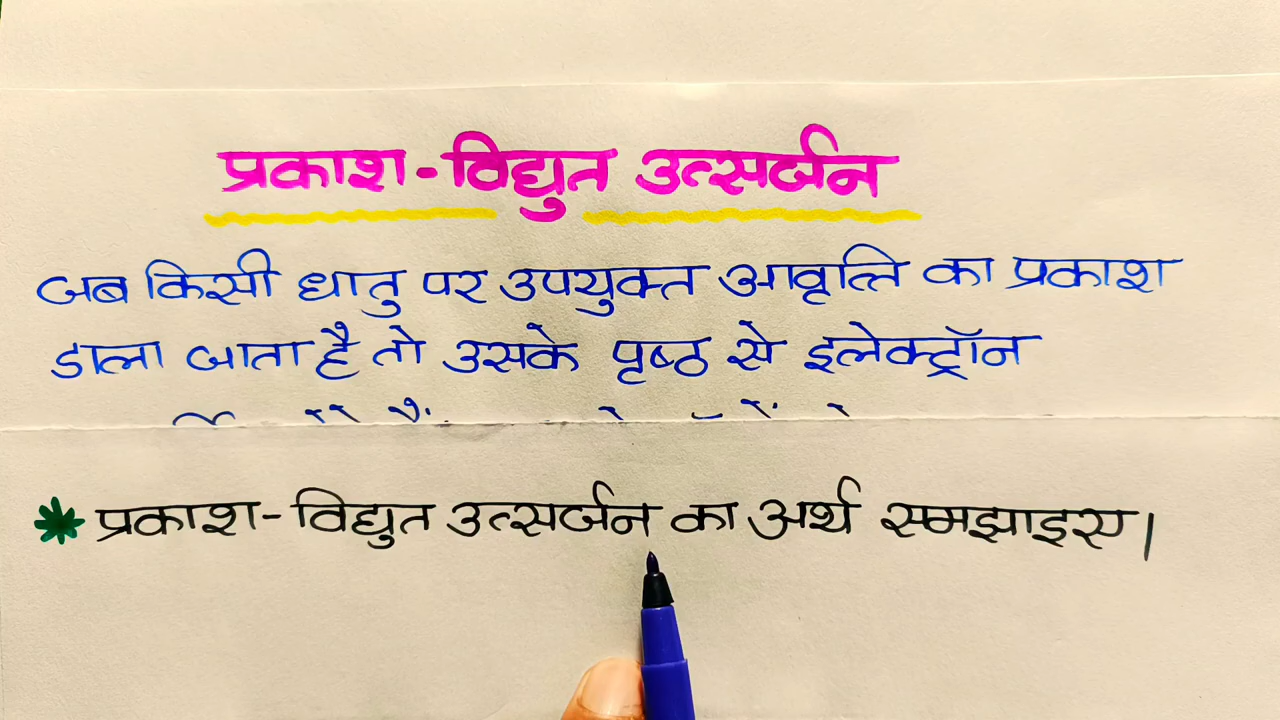 प्रकाश-विद्युत उत्सर्जन
जब किसी धातु पर उपयुक्त आवृत्ति का प्रकाश
डाला जाता है तो उसके पृष्ठ से इलेक्ट्रॉन
प्रकाश-विद्युत उत्सर्जन का अर्थ समझाइए।